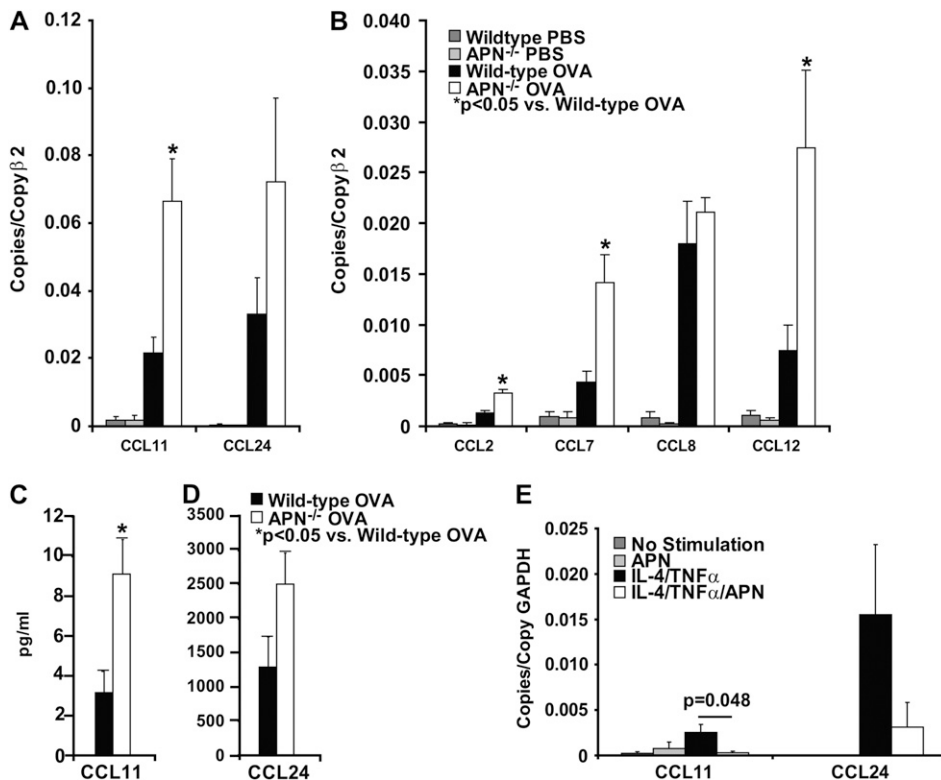 A
0.12
0.10
0.08
0.06
0.04
0.02
0
Copies/Copyβ 2
*
CCL11 CCL24
B
Wildtype PBS
APN-/- PBS
Wild-type OVA
APN-/- OVA
*p<0.05 vs. Wild-type OVA
0.040
0.035
0.030
0.025
0.020
0.015
0.010
0.005
0
Copies/Copyβ 2
* * *
CCL2 CCL7 CCL8 CCL12
C
12
10
8
6
4
2
0
pg/ml
*
CCL11
D
Wild-type OVA
APN-/- OVA
*p<0.05 vs. Wild-type OVA
3500
3000
2500
2000
1500
1000
500
0
CCL24
E
No Stimulation
APN
IL-4/TNFα
IL-4/TNFα/APN
0.025
0.020
0.015
0.010
0.005
0
Copies/Copy GAPDH
p=0.048
CCL11 CCL24